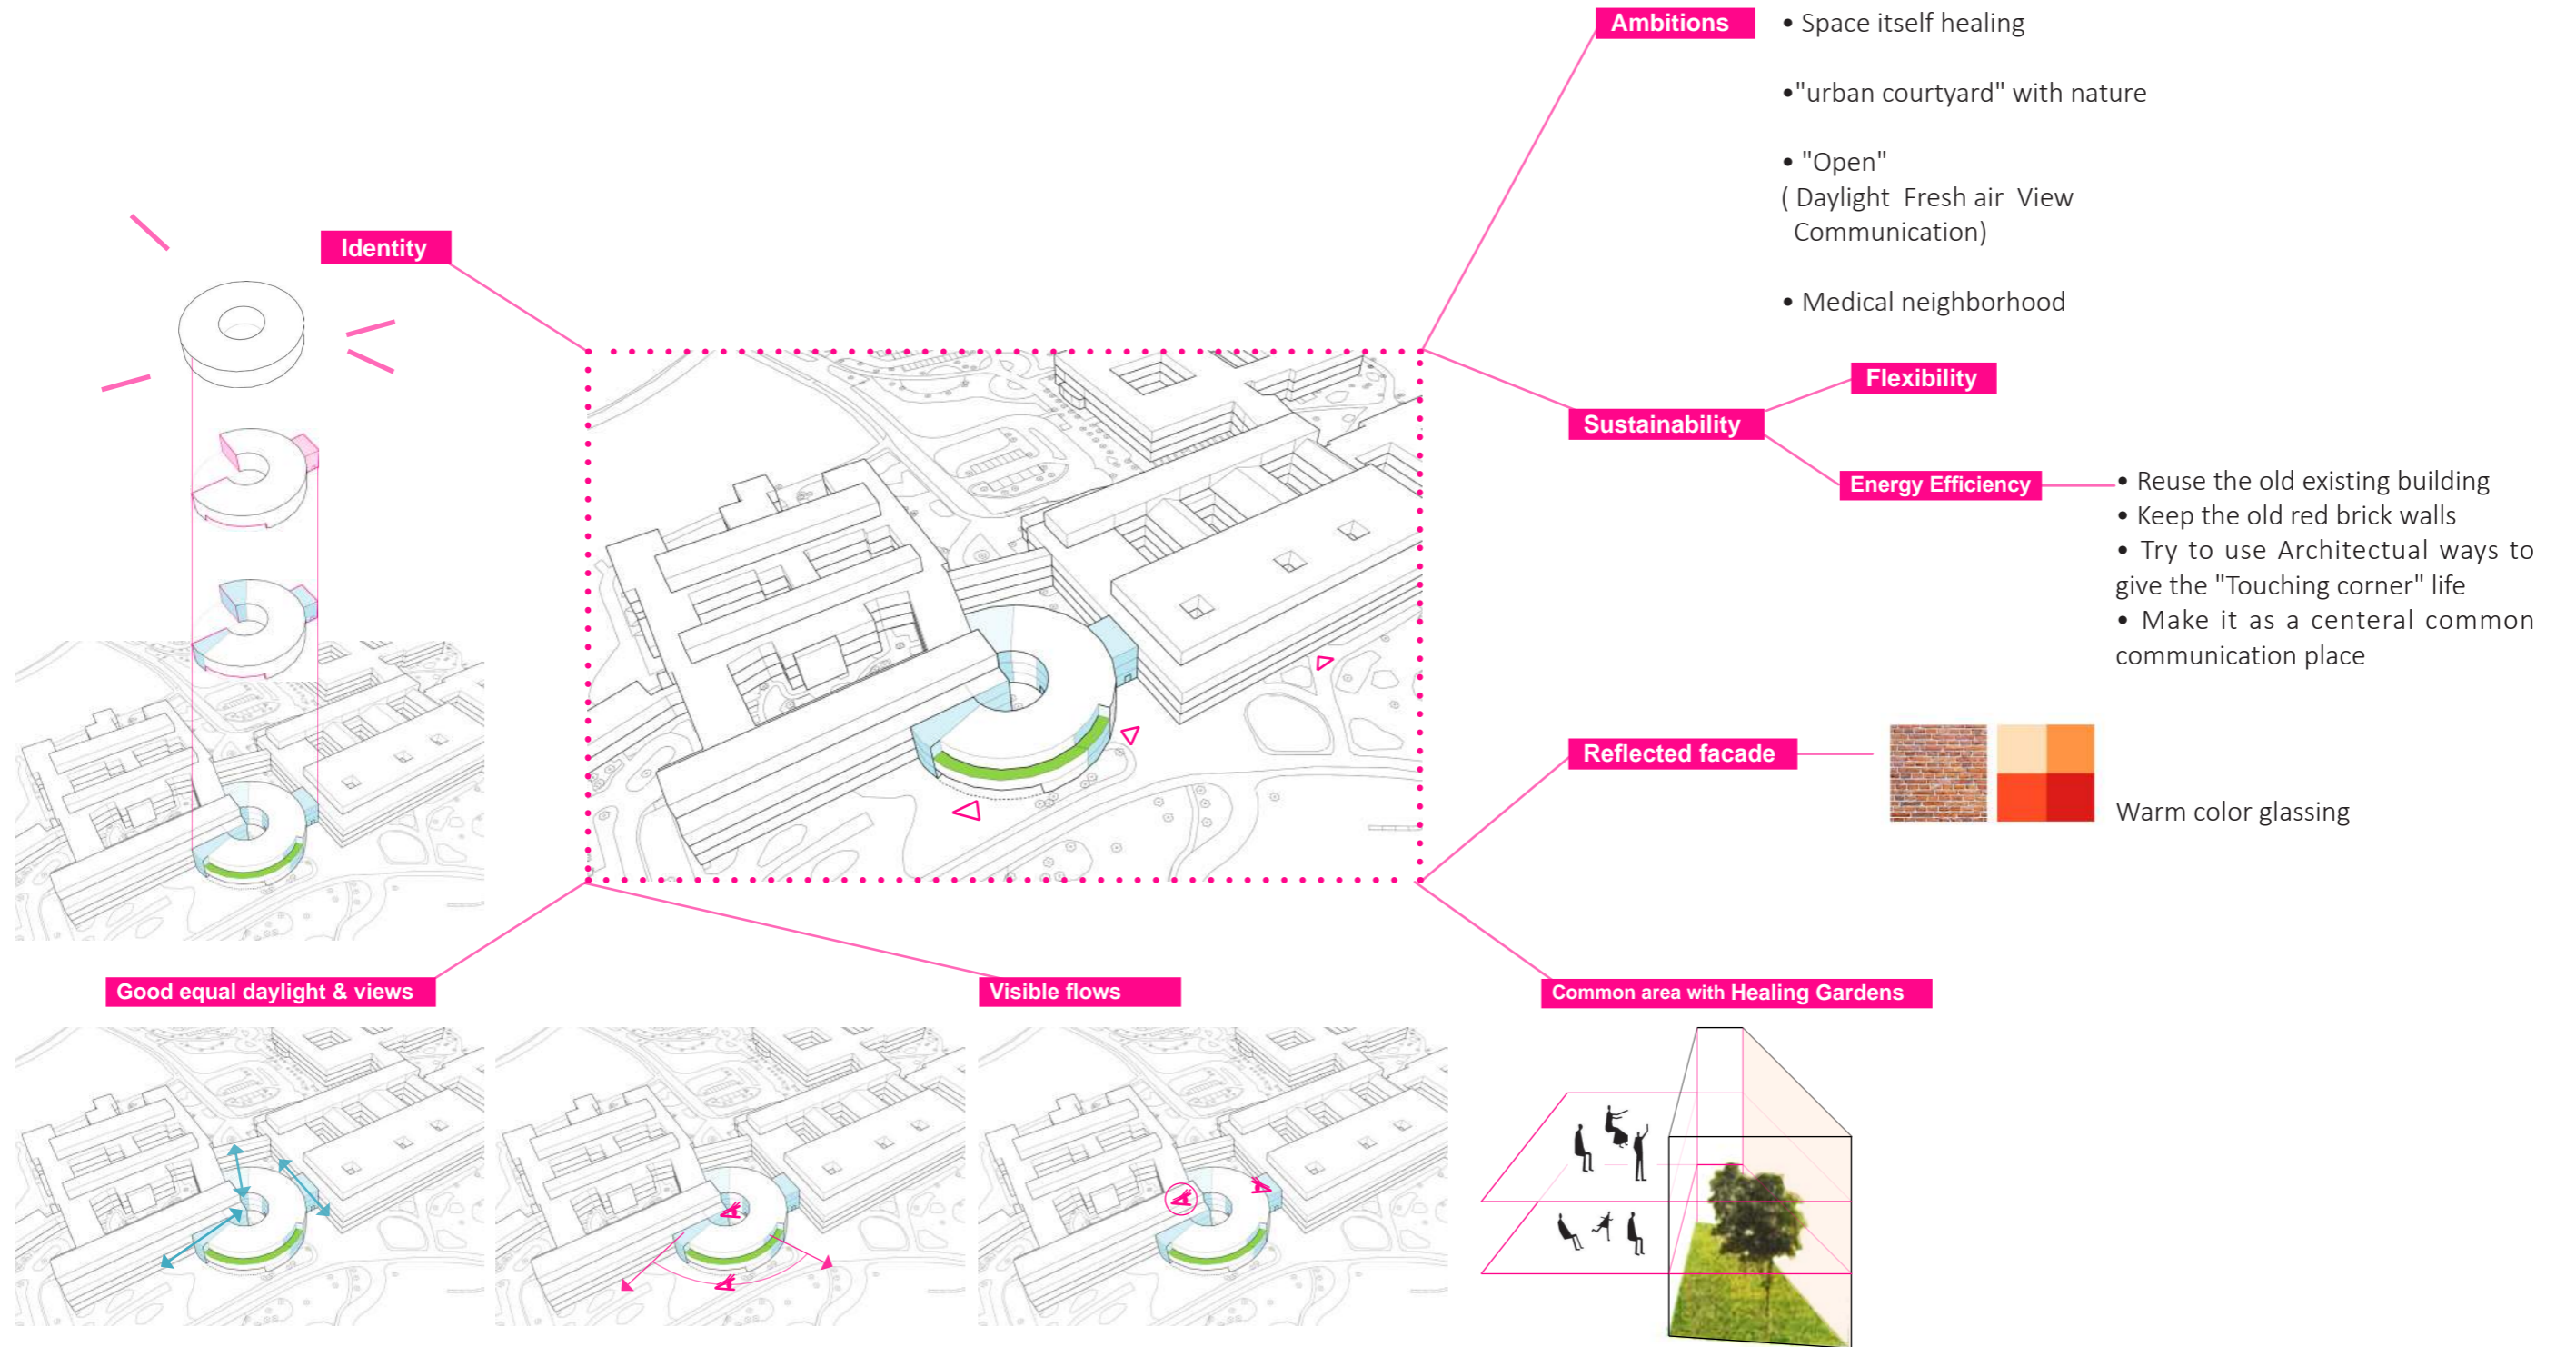 Ambitions
• Space itself healing
•"urban courtyard" with nature
• "Open"
( Daylight Fresh air View
Communication)
• Medical neighborhood
Identity
Flexibility
Sustainability
Energy Efficiency
• Reuse the old existing building
• Keep the old red brick walls
• Try to use Architectual ways to
give the "Touching corner" life
• Make it as a centeral common
communication place
Reflected facade
Warm color glassing
Good equal daylight & views
Visible flows
Common area with Healing Gardens